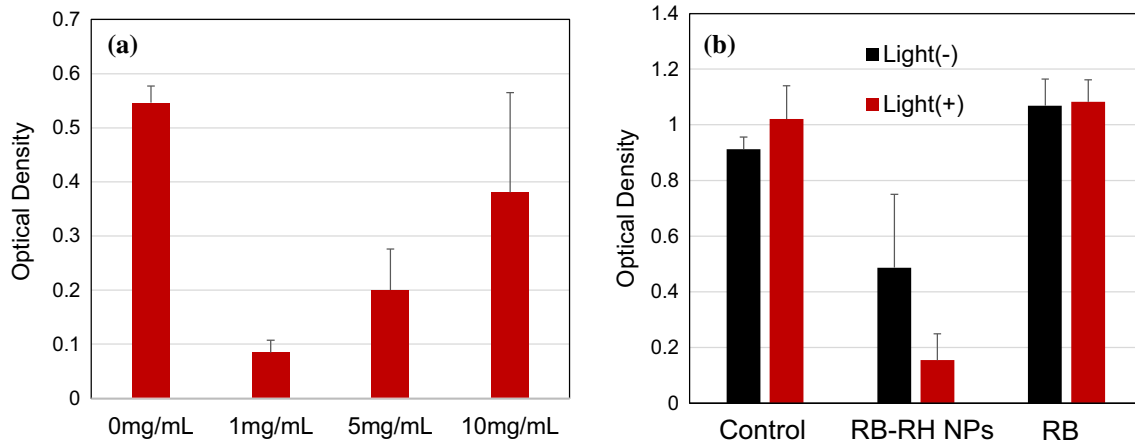 (a)
Optical Density
0.7
0.6
0.5
0.4
0.3
0.2
0.1
0
0mg/mL 1mg/mL 5mg/mL 10mg/mL
(b)
Light(-)
Light(+)
Optical Density
1.4
1.2
1
0.8
0.6
0.4
0.2
0
Control RB-RH NPs RB